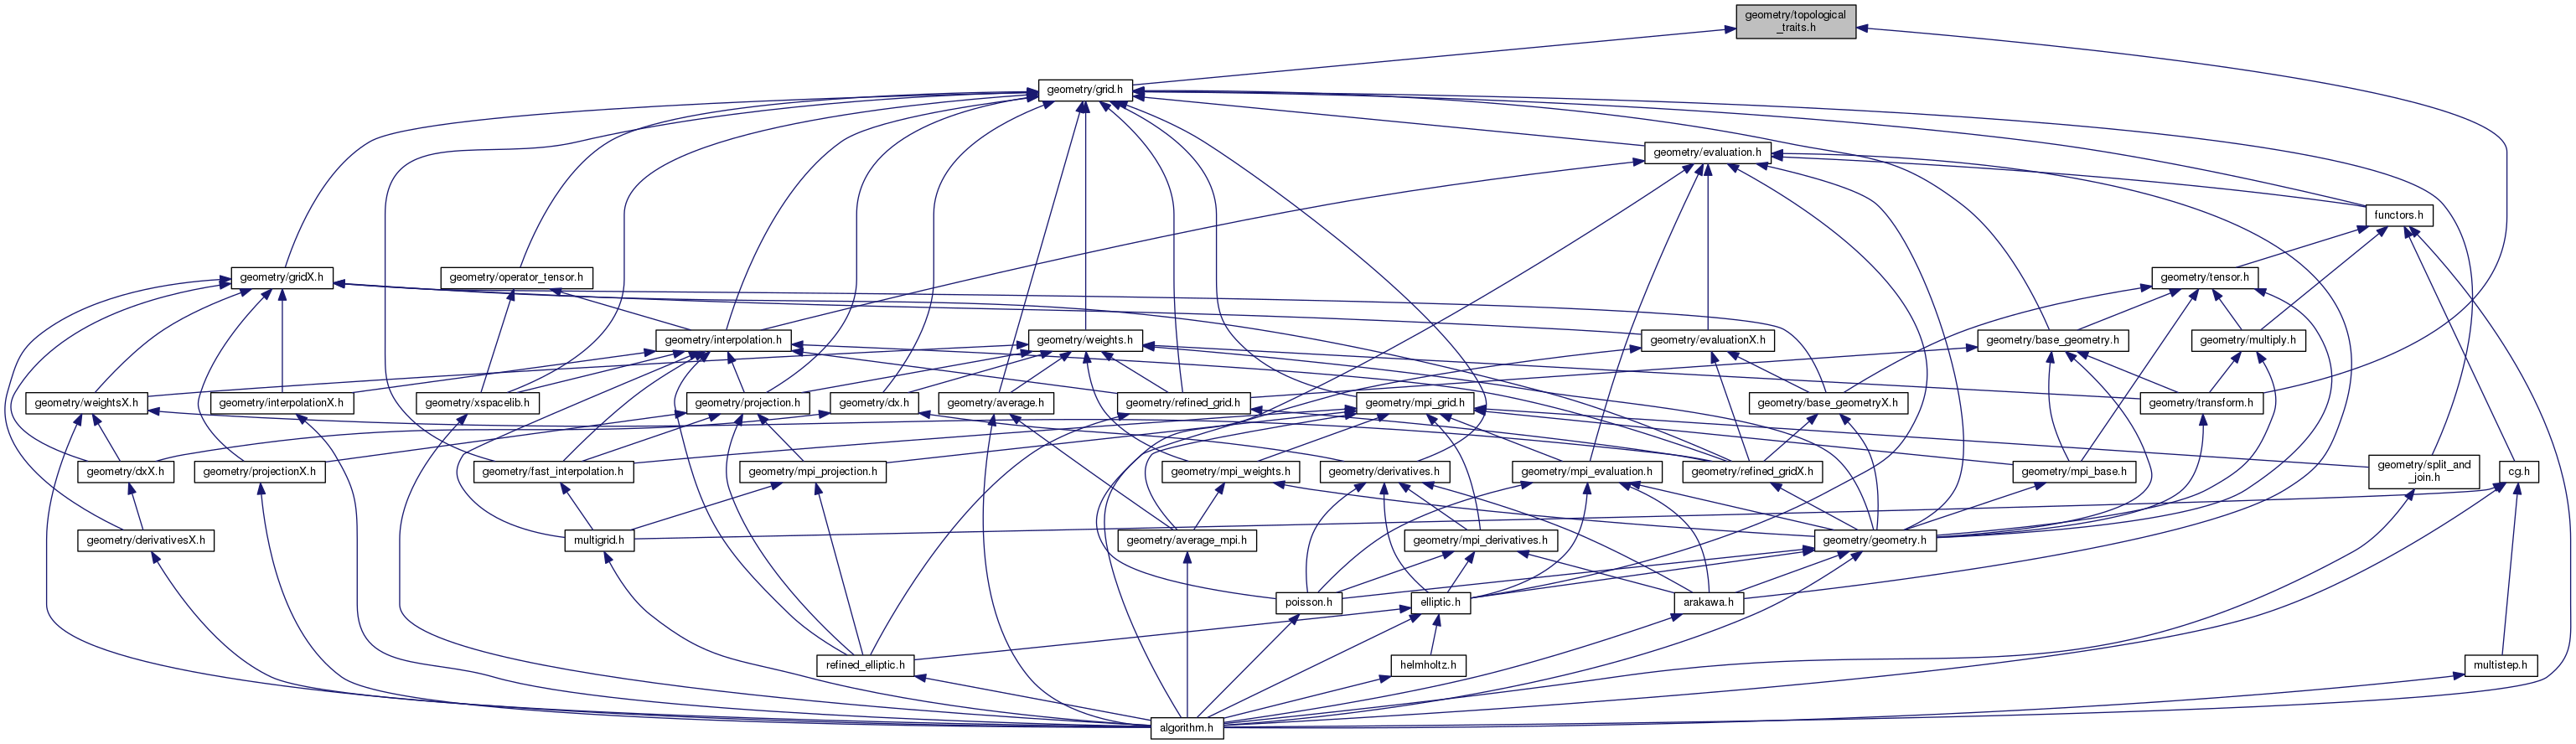 geometry/topological
_traits.h
geometry/grid.h
geometry/evaluation.h
functors.h
geometry/gridX.h
geometry/operator_tensor.h
geometry/tensor.h
geometry/interpolation.h
geometry/weights.h
geometry/evaluationX.h
geometry/base_geometry.h
geometry/multiply.h
geometry/weightsX.h
geometry/interpolationX.h
geometry/xspacelib.h
geometry/projection.h
geometry/dx.h
geometry/average.h
geometry/refined_grid.h
geometry/mpi_grid.h
geometry/base_geometryX.h
geometry/transform.h
geometry/dxX.h
geometry/projectionX.h
geometry/fast_interpolation.h
geometry/mpi_projection.h
geometry/mpi_weights.h
geometry/derivatives.h
geometry/mpi_evaluation.h
geometry/refined_gridX.h
geometry/mpi_base.h
geometry/split_and
_join.h
cg.h
geometry/derivativesX.h
multigrid.h
geometry/average_mpi.h
geometry/mpi_derivatives.h
geometry/geometry.h
poisson.h
elliptic.h
arakawa.h
refined_elliptic.h
helmholtz.h
multistep.h
algorithm.h